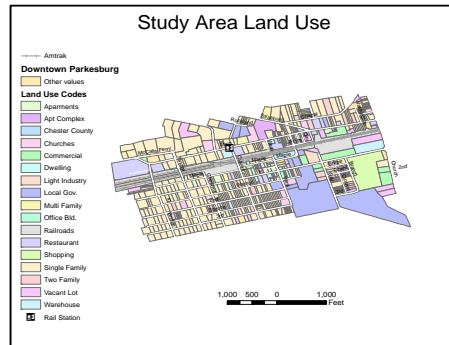 Study Area Land Use
Amtrak
Downtown Parkesburg
Other values
Land Use Codes
Aparments
Apt Complex
Chester County
Churches
Commercial
Dwelling
Light Industry
Local Gov.
Multi Family
Office Bld.
Railroads
Restaurant
Shopping
Single Family
Two Family
Vacant Lot
Warehouse
Rail Station
2nd
Church
1,000 500 0 1,000
Feet